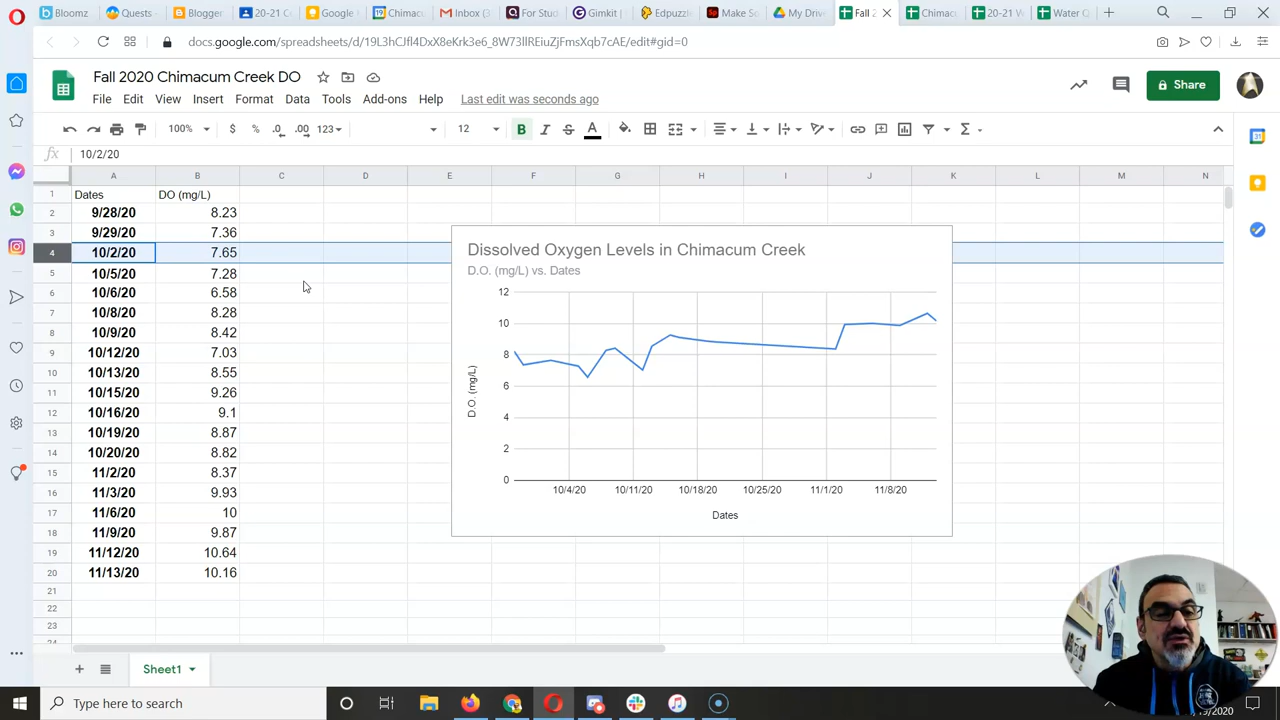 Bloomz
Quests -
Blogger
20-21 C
Google
Chimac
Inbox (3
For Stu
Gimkit |
Edpuzzle
Make Sc
My Driv
Fall 2
Chimacu
20-21 V
Water Q
docs.google.com/spreadsheets/d/19L3hCJfl4DxX8eKrk3e6_8W73llREiuZjFmsXqb7cAE/edit#gid=0
Fall 2020 Chimacum Creek DO
File Edit View Insert Format Data Tools Add-ons Help Last edit was seconds ago
Share
100% $ % .0 .00 123 12 B I S A
fx 10/2/20
A B C D E F G H I J K L M N
1 Dates DO (mg/L)
2 9/28/20 8.23
3 9/29/20 7.36
4 10/2/20 7.65
5 10/5/20 7.28
6 10/6/20 6.58
7 10/8/20 8.28
8 10/9/20 8.42
9 10/12/20 7.03
10 10/13/20 8.55
11 10/15/20 9.26
12 10/16/20 9.1
13 10/19/20 8.87
14 10/20/20 8.82
15 11/2/20 8.37
16 11/3/20 9.93
17 11/6/20 10
18 11/9/20 9.87
19 11/12/20 10.64
20 11/13/20 10.16
21
22
23
24
Dissolved Oxygen Levels in Chimacum Creek
D.O. (mg/L) vs. Dates
12
10
8
6
4
2
0
D.O. (mg/L)
10/4/20 10/11/20 10/18/20 10/25/20 11/1/20 11/8/20
Dates
Sheet1
Type here to search